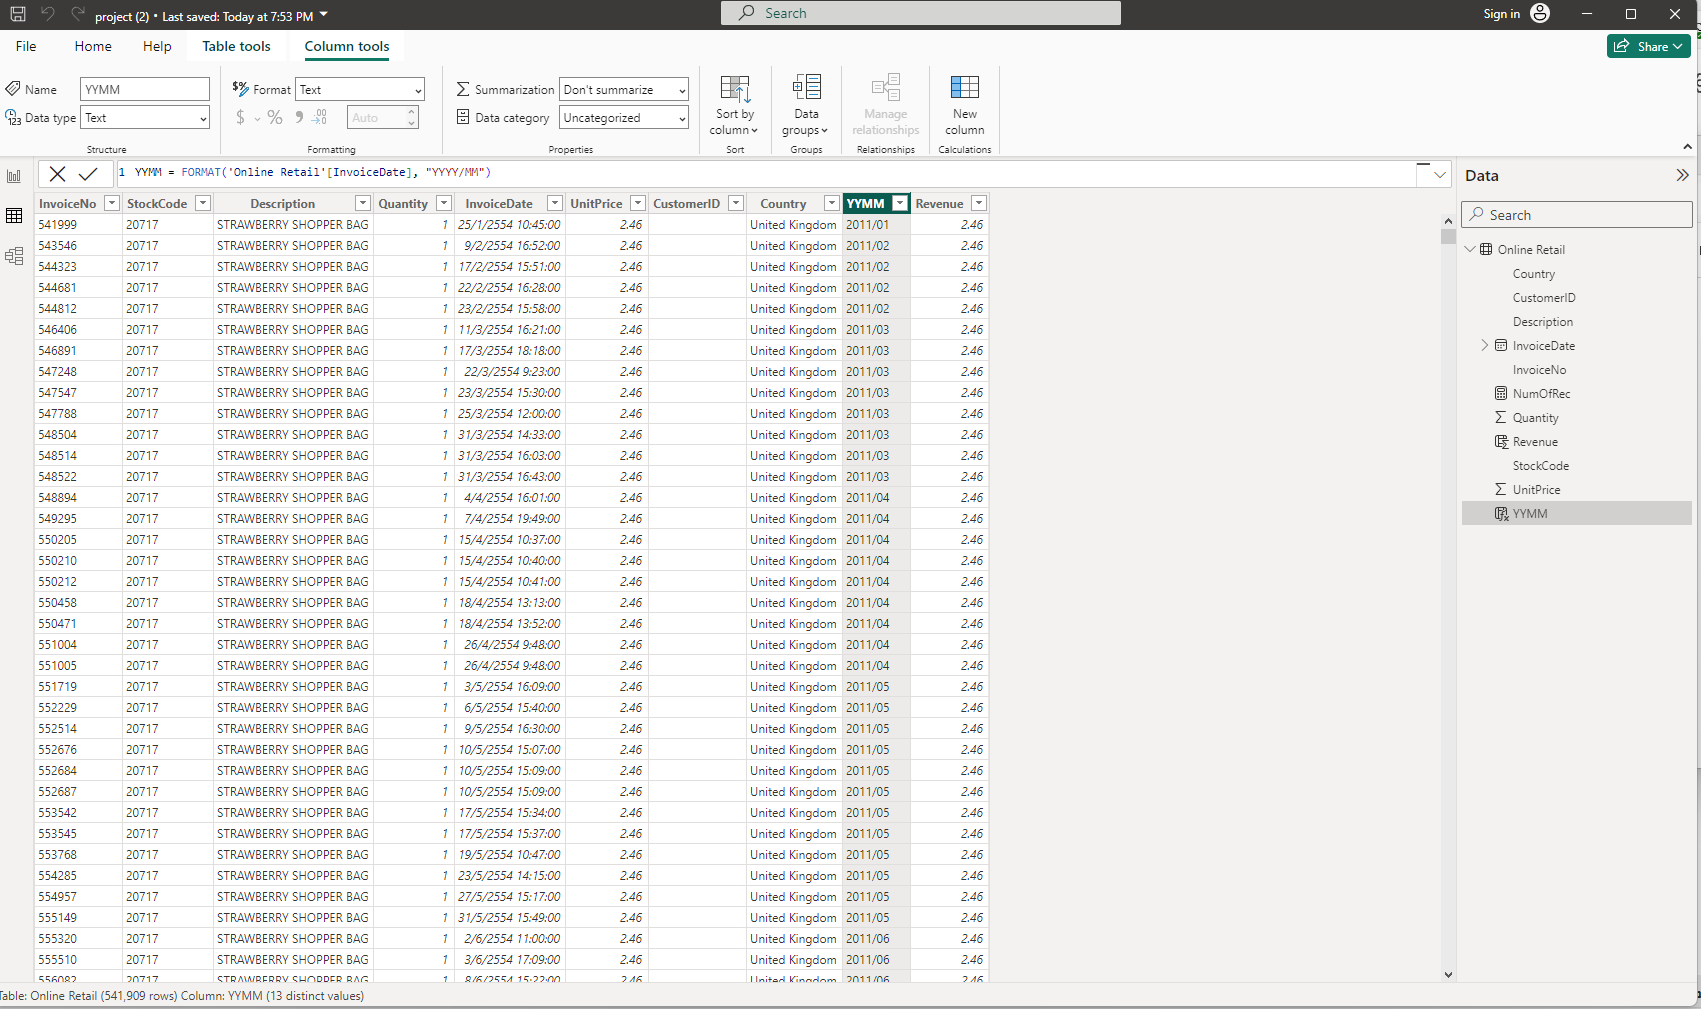 project (2) • Last saved: Today at 7:53 PM
Search
Sign in
File Home Help Table tools Column tools
Share
Name YYMM
Format Text
Summarization Don't summarize
Data type Text
$ % Auto
Data category Uncategorized
Sort by column
Data groups
Manage relationships
New column
Structure Formatting Properties Sort Groups Relationships Calculations
1 YYMM = FORMAT('Online Retail'[InvoiceDate], "YYYY/MM")
InvoiceNo StockCode Description Quantity InvoiceDate UnitPrice CustomerID Country YYMM Revenue
541999 20717 STRAWBERRY SHOPPER BAG 1 25/1/2554 10:45:00 2.46 United Kingdom 2011/01 2.46
543546 20717 STRAWBERRY SHOPPER BAG 1 9/2/2554 16:52:00 2.46 United Kingdom 2011/02 2.46
544323 20717 STRAWBERRY SHOPPER BAG 1 17/2/2554 15:51:00 2.46 United Kingdom 2011/02 2.46
544681 20717 STRAWBERRY SHOPPER BAG 1 22/2/2554 16:28:00 2.46 United Kingdom 2011/02 2.46
544812 20717 STRAWBERRY SHOPPER BAG 1 23/2/2554 15:58:00 2.46 United Kingdom 2011/02 2.46
546406 20717 STRAWBERRY SHOPPER BAG 1 11/3/2554 16:21:00 2.46 United Kingdom 2011/03 2.46
546891 20717 STRAWBERRY SHOPPER BAG 1 17/3/2554 18:18:00 2.46 United Kingdom 2011/03 2.46
547248 20717 STRAWBERRY SHOPPER BAG 1 22/3/2554 9:23:00 2.46 United Kingdom 2011/03 2.46
547547 20717 STRAWBERRY SHOPPER BAG 1 23/3/2554 15:30:00 2.46 United Kingdom 2011/03 2.46
547788 20717 STRAWBERRY SHOPPER BAG 1 25/3/2554 12:00:00 2.46 United Kingdom 2011/03 2.46
548504 20717 STRAWBERRY SHOPPER BAG 1 31/3/2554 14:33:00 2.46 United Kingdom 2011/03 2.46
548514 20717 STRAWBERRY SHOPPER BAG 1 31/3/2554 16:03:00 2.46 United Kingdom 2011/03 2.46
548522 20717 STRAWBERRY SHOPPER BAG 1 31/3/2554 16:43:00 2.46 United Kingdom 2011/03 2.46
548894 20717 STRAWBERRY SHOPPER BAG 1 4/4/2554 16:01:00 2.46 United Kingdom 2011/04 2.46
549295 20717 STRAWBERRY SHOPPER BAG 1 7/4/2554 19:49:00 2.46 United Kingdom 2011/04 2.46
550205 20717 STRAWBERRY SHOPPER BAG 1 15/4/2554 10:37:00 2.46 United Kingdom 2011/04 2.46
550210 20717 STRAWBERRY SHOPPER BAG 1 15/4/2554 10:40:00 2.46 United Kingdom 2011/04 2.46
550212 20717 STRAWBERRY SHOPPER BAG 1 15/4/2554 10:41:00 2.46 United Kingdom 2011/04 2.46
550458 20717 STRAWBERRY SHOPPER BAG 1 18/4/2554 13:13:00 2.46 United Kingdom 2011/04 2.46
550471 20717 STRAWBERRY SHOPPER BAG 1 18/4/2554 13:52:00 2.46 United Kingdom 2011/04 2.46
551004 20717 STRAWBERRY SHOPPER BAG 1 26/4/2554 9:48:00 2.46 United Kingdom 2011/04 2.46
551005 20717 STRAWBERRY SHOPPER BAG 1 26/4/2554 9:48:00 2.46 United Kingdom 2011/04 2.46
551719 20717 STRAWBERRY SHOPPER BAG 1 3/5/2554 16:09:00 2.46 United Kingdom 2011/05 2.46
552229 20717 STRAWBERRY SHOPPER BAG 1 6/5/2554 15:40:00 2.46 United Kingdom 2011/05 2.46
552514 20717 STRAWBERRY SHOPPER BAG 1 9/5/2554 16:30:00 2.46 United Kingdom 2011/05 2.46
552676 20717 STRAWBERRY SHOPPER BAG 1 10/5/2554 15:07:00 2.46 United Kingdom 2011/05 2.46
552684 20717 STRAWBERRY SHOPPER BAG 1 10/5/2554 15:09:00 2.46 United Kingdom 2011/05 2.46
552687 20717 STRAWBERRY SHOPPER BAG 1 10/5/2554 15:09:00 2.46 United Kingdom 2011/05 2.46
553542 20717 STRAWBERRY SHOPPER BAG 1 17/5/2554 15:34:00 2.46 United Kingdom 2011/05 2.46
553545 20717 STRAWBERRY SHOPPER BAG 1 17/5/2554 15:37:00 2.46 United Kingdom 2011/05 2.46
553768 20717 STRAWBERRY SHOPPER BAG 1 19/5/2554 10:47:00 2.46 United Kingdom 2011/05 2.46
554285 20717 STRAWBERRY SHOPPER BAG 1 23/5/2554 14:15:00 2.46 United Kingdom 2011/05 2.46
554957 20717 STRAWBERRY SHOPPER BAG 1 27/5/2554 15:17:00 2.46 United Kingdom 2011/05 2.46
555149 20717 STRAWBERRY SHOPPER BAG 1 31/5/2554 15:49:00 2.46 United Kingdom 2011/05 2.46
555320 20717 STRAWBERRY SHOPPER BAG 1 2/6/2554 11:00:00 2.46 United Kingdom 2011/06 2.46
555510 20717 STRAWBERRY SHOPPER BAG 1 3/6/2554 17:09:00 2.46 United Kingdom 2011/06 2.46
556082 20717 STRAWBERRY SHOPPER BAG 1 8/6/2554 15:22:00 2.46 United Kingdom 2011/06 2.46
Table: Online Retail (541,909 rows) Column: YYMM (13 distinct values)
Data
Search
Online Retail
Country
CustomerID
Description
InvoiceDate
InvoiceNo
NumOfRec
Quantity
Revenue
StockCode
UnitPrice
YYMM